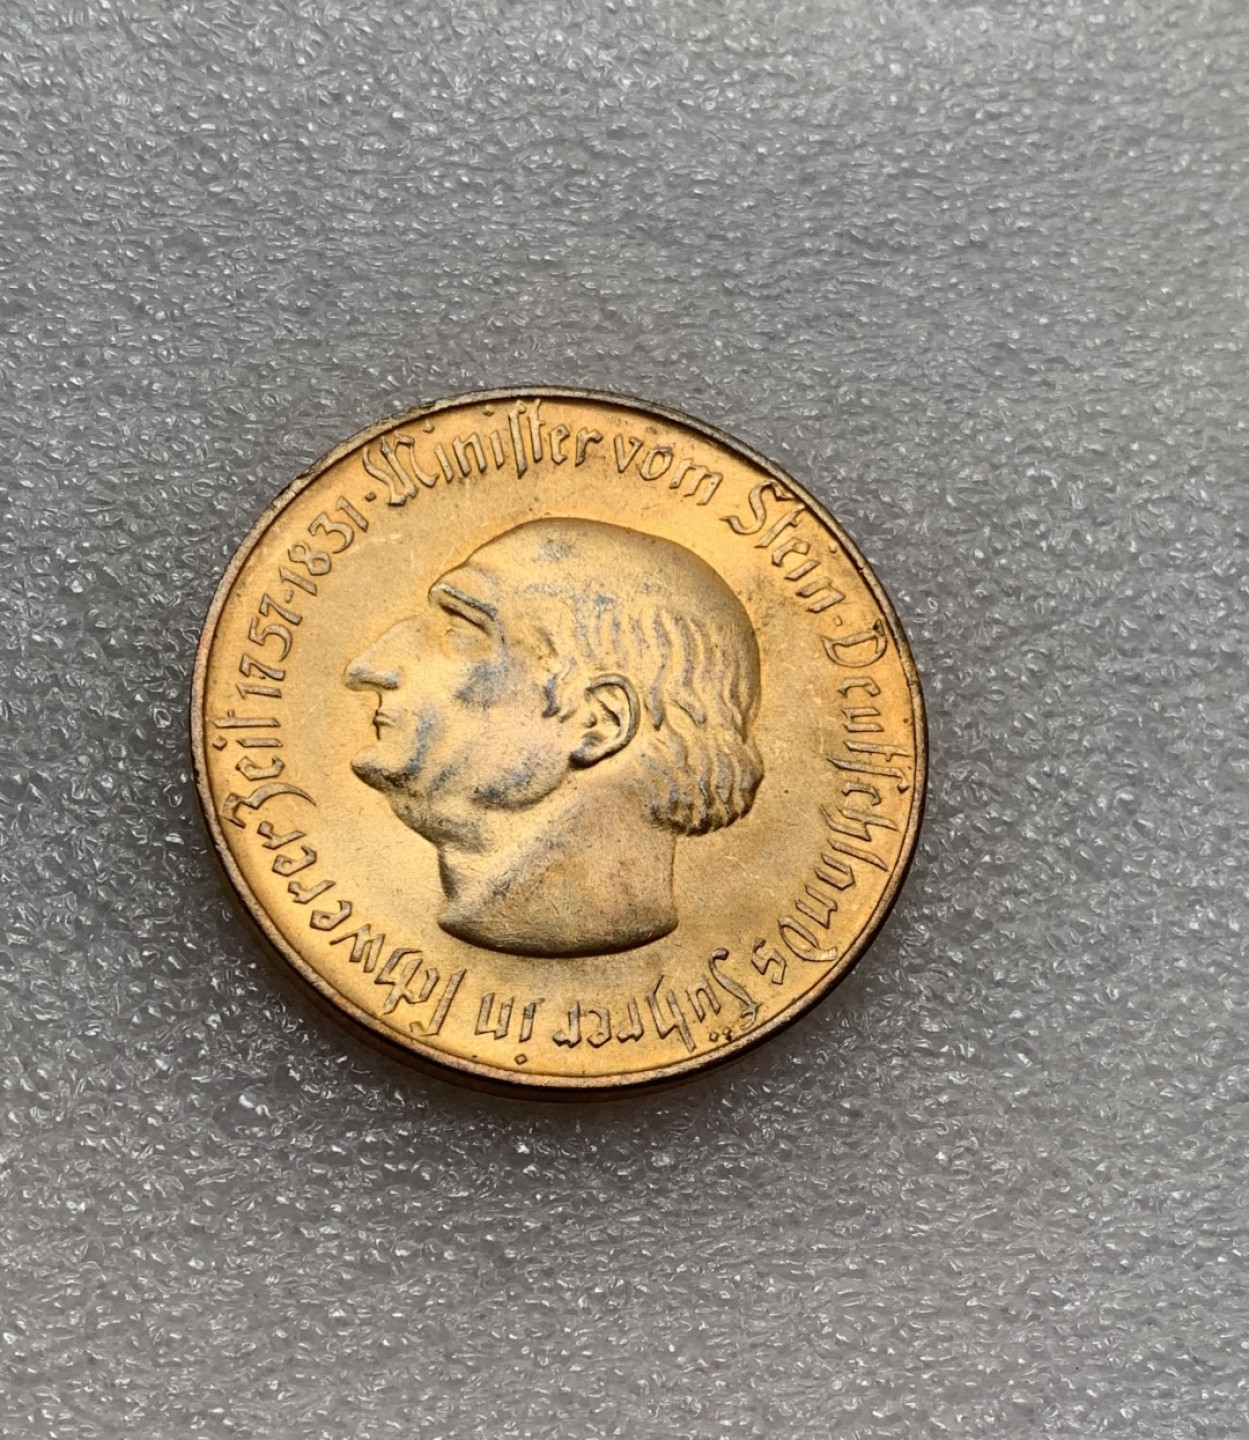 Minister vom Stein·Deutschlands Führer in schwerer Zeit 1757-1831·